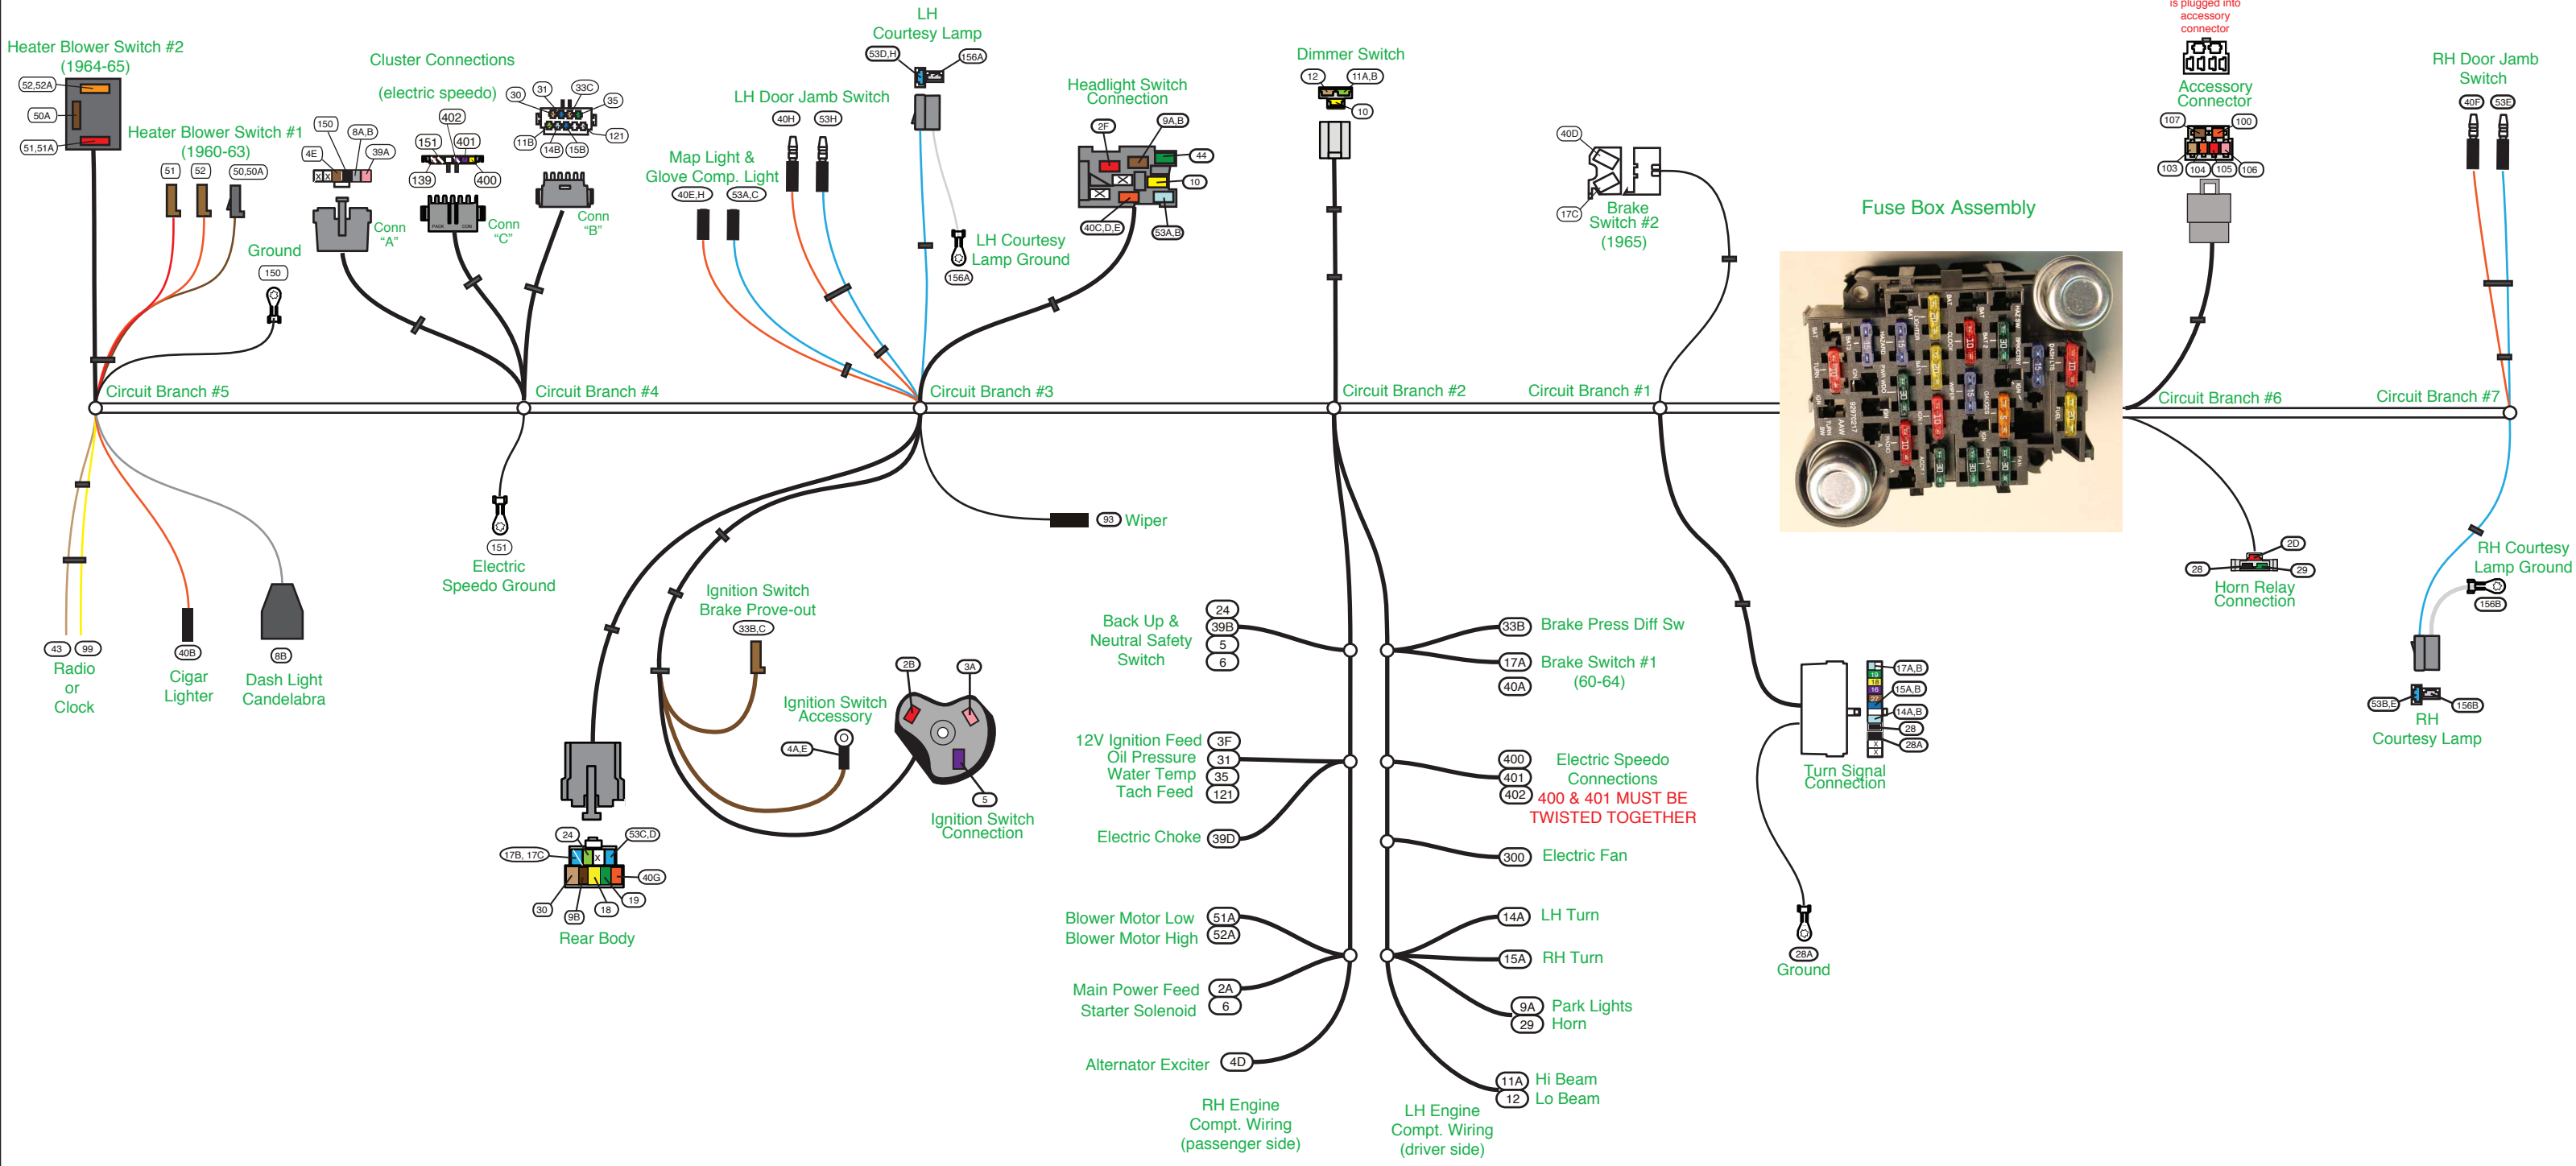 Heater Blower Switch #2
(1964-65)
52,52A
50A
51,51A
Heater Blower Switch #1
(1960-63)
51
52
50,50A
Ground
150
Cluster Connections
(electric speedo)
150
8A,B
4E
39A
X
X
Conn
“A”
402
151
401
139
400
PACK
CON
Conn
“C”
30
31
33C
35
11B
14B
15B
121
Conn
“B”
LH
Courtesy Lamp
53D,H
156A
LH Door Jamb Switch
40H
53H
Map Light &
Glove Comp. Light
40E,H
53A,C
LH Courtesy
Lamp Ground
156A
Headlight Switch
Connection
2F
9A,B
44
10
X
X
40C,D,E
53A,B
Dimmer Switch
12
11A,B
10
40D
17C
Brake
Switch #2
(1965)
Fuse Box Assembly
is plugged into
accessory
connector
Accessory
Connector
107
100
103
104
105
106
RH Door Jamb
Switch
40F
53E
Circuit Branch #5
Circuit Branch #4
Circuit Branch #3
Circuit Branch #2
Circuit Branch #1
Circuit Branch #6
Circuit Branch #7
43
99
Radio
or
Clock
40B
Cigar
Lighter
8B
Dash Light
Candelabra
151
Electric
Speedo Ground
93
Wiper
Ignition Switch
Brake Prove-out
33B,C
Ignition Switch
Accessory
4A,E
2B
3A
5
Ignition Switch
Connection
24
53C,D
17B, 17C
X
40G
30
9B
18
19
Rear Body
Back Up &
Neutral Safety
Switch
24
39B
5
6
12V Ignition Feed
3F
Oil Pressure
31
Water Temp
35
Tach Feed
121
Electric Choke
39D
Blower Motor Low
51A
Blower Motor High
52A
Main Power Feed
2A
Starter Solenoid
6
Alternator Exciter
4D
RH Engine
Compt. Wiring
(passenger side)
33B
Brake Press Diff Sw
17A
Brake Switch #1
40A
(60-64)
400
401
402
Electric Speedo
Connections
400 & 401 MUST BE
TWISTED TOGETHER
300
Electric Fan
14A
LH Turn
15A
RH Turn
9A
Park Lights
29
Horn
11A
Hi Beam
12
Lo Beam
LH Engine
Compt. Wiring
(driver side)
17A,B
19
18
16
27
15A,B
14A,B
28
28A
X
X
Turn Signal
Connection
28A
Ground
2D
28
29
Horn Relay
Connection
RH Courtesy
Lamp Ground
156B
53B,E
156B
RH
Courtesy Lamp